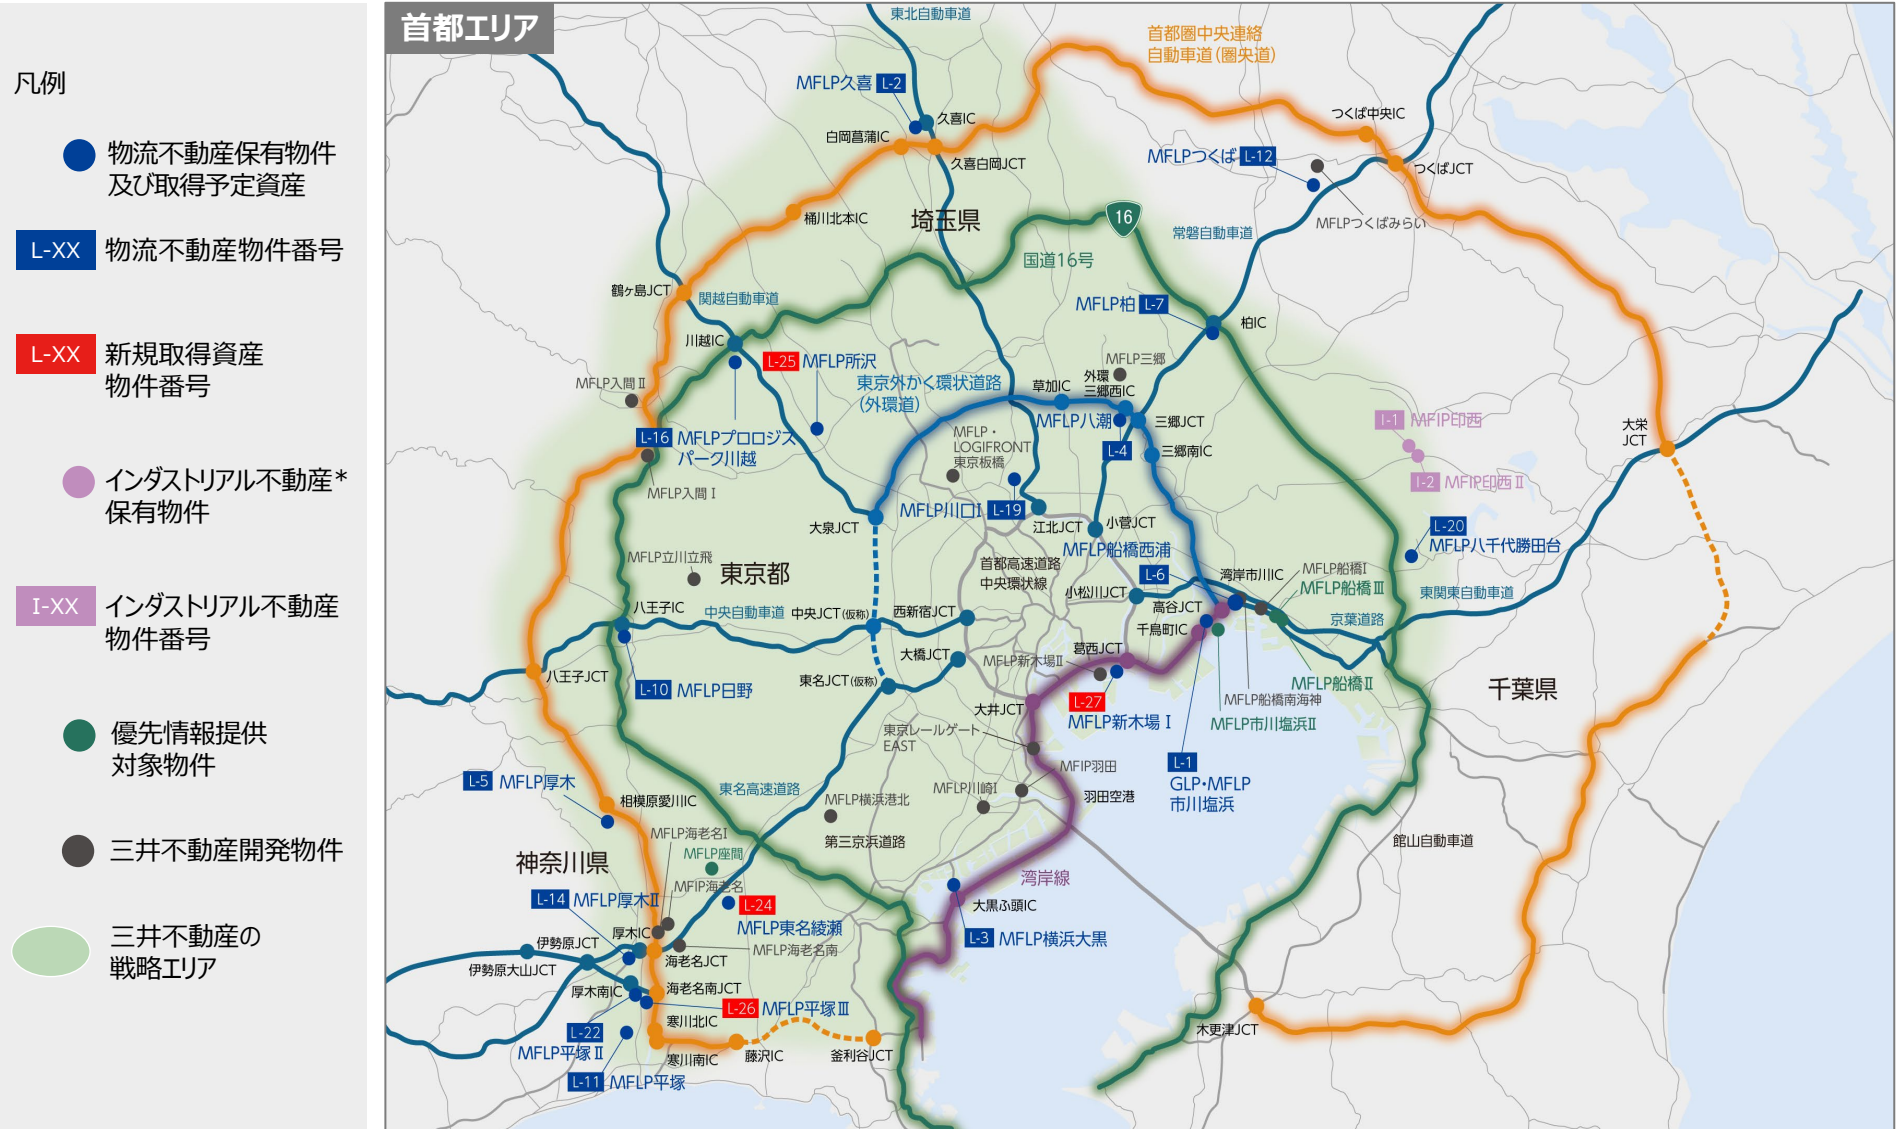 首都エリア
凡例
物流不動産保有物件
及び取得予定資産
L-XX
物流不動産物件番号
L-XX
新規取得資産
物件番号
インダストリアル不動産*
保有物件
I-XX
インダストリアル不動産
物件番号
優先情報提供
対象物件
三井不動産開発物件
三井不動産の
戦略エリア
東北自動車道
首都圏中央連絡
自動車道(圏央道)
MFLP久喜
L-2
久喜IC
白岡菖蒲IC
久喜白岡JCT
つくば中央IC
MFLPつくば
L-12
つくばJCT
MFLPつくばみらい
桶川北本IC
埼玉県
16
常磐自動車道
国道16号
鶴ヶ島JCT
関越自動車道
MFLP柏
L-7
柏IC
川越IC
L-25
MFLP所沢
MFLP三郷
東京外かく環状道路
(外環道)
草加IC
外環
三郷西IC
MFLP入間Ⅱ
MFLP八潮
三郷JCT
I-1
MFIP印西
大栄
JCT
L-16
MFLPプロロジス
パーク川越
MFLP・
LOGIFRONT
東京板橋
L-4
三郷南IC
MFLP入間Ⅰ
I-2
MFIP印西Ⅱ
MFLP川口Ⅰ
L-19
大泉JCT
江北JCT
小菅JCT
L-20
MFLP八千代勝田台
MFLP立川立飛
東京都
首都高速道路
中央環状線
MFLP船橋西浦
L-6
湾岸市川IC
MFLP船橋Ⅰ
MFLP船橋Ⅲ
小松川JCT
東関東自動車道
八王子IC
中央自動車道
中央JCT(仮称)
西新宿JCT
高谷JCT
千鳥町IC
京葉道路
大橋JCT
MFLP新木場Ⅱ
葛西JCT
八王子JCT
L-10
MFLP日野
東名JCT(仮称)
MFLP船橋Ⅱ
千葉県
L-27
MFLP新木場Ⅰ
MFLP船橋南海神
大井JCT
MFLP市川塩浜Ⅱ
東京レールゲート
EAST
L-1
GLP・MFLP
市川塩浜
L-5
MFLP厚木
相模原愛川IC
東名高速道路
MFLP横浜港北
MFLP川崎Ⅰ
MFIP羽田
羽田空港
MFLP海老名Ⅰ
第三京浜道路
館山自動車道
神奈川県
MFLP座間
MFIP海老名
湾岸線
L-14
MFLP厚木Ⅱ
L-24
MFLP東名綾瀬
大黒ふ頭IC
厚木IC
伊勢原JCT
海老名JCT
MFLP海老名南
L-3
MFLP横浜大黒
伊勢原大山JCT
厚木南IC
海老名南JCT
L-26
MFLP平塚Ⅲ
寒川北IC
L-22
MFLP平塚Ⅱ
寒川南IC
藤沢IC
釜利谷JCT
木更津JCT
L-11
MFLP平塚